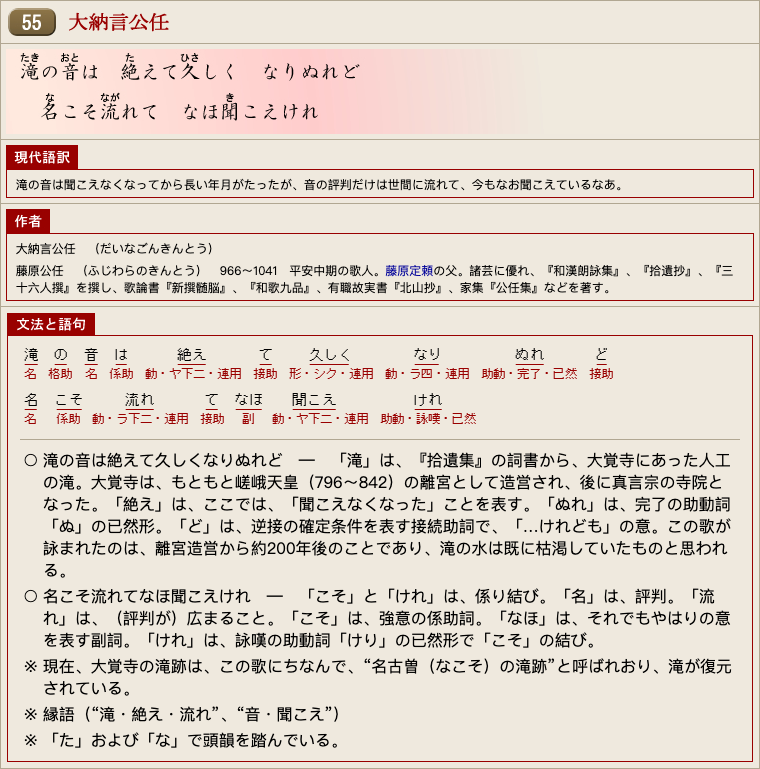 55 大納言公任
滝の音は 絶えて久しく なりぬれど
名こそ流れて なほ聞こえけれ
現代語訳
滝の音は聞こえなくなってから長い年月がたったが、音の評判だけは世間に流れて、今もなお聞こえているなあ。
作者
大納言公任 （だいなごんきんとう）
藤原公任 （ふじわらのきんとう） 966〜1041 平安中期の歌人。藤原定頼の父。諸芸に優れ、『和漢朗詠集』、『拾遺抄』、『三
十六人撰』を撰し、歌論書『新撰髄脳』、『和歌九品』、有職故実書『北山抄』、家集『公任集』などを著す。
文法と語句
滝 の 音 は 絶え て 久しく なり ぬれ ど
名 格助 名 係助 動・ヤ下二・連用 接助 形・シク・連用 動・ラ四・連用 助動・完了・已然 接助
名 こそ 流れ て なほ 聞こえ けれ
名 係助 動・ラ下二・連用 接助 副 動・ヤ下二・連用 助動・詠嘆・已然
○ 滝の音は絶えて久しくなりぬれど ― 「滝」は、『拾遺集』の詞書から、大覚寺にあった人工
の滝。大覚寺は、もともと嵯峨天皇（796〜842）の離宮として造営され、後に真言宗の寺院と
なった。「絶え」は、ここでは、「聞こえなくなった」ことを表す。「ぬれ」は、完了の助動詞
「ぬ」の已然形。「ど」は、逆接の確定条件を表す接続助詞で、「…けれども」の意。この歌が
詠まれたのは、離宮造営から約200年後のことであり、滝の水は既に枯渇していたものと思われ
る。
○ 名こそ流れてなほ聞こえけれ ― 「こそ」と「けれ」は、係り結び。「名」は、評判。「流
れ」は、（評判が）広まること。「こそ」は、強意の係助詞。「なほ」は、それでもやはりの意
を表す副詞。「けれ」は、詠嘆の助動詞「けり」の已然形で「こそ」の結び。
※ 現在、大覚寺の滝跡は、この歌にちなんで、“名古曽（なこそ）の滝跡”と呼ばれおり、滝が復元
されている。
※ 縁語（“滝・絶え・流れ”、“音・聞こえ”）
※ 「た」および「な」で頭韻を踏んでいる。